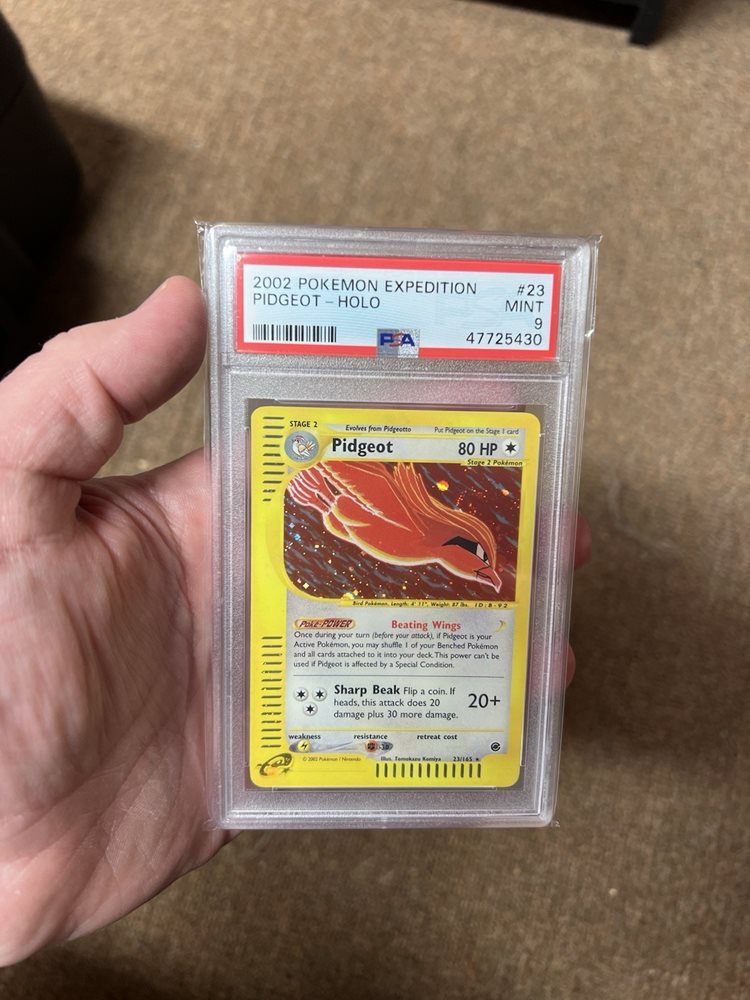 2002 POKEMON EXPEDITION #23
PIDGEOT - HOLO MINT
9
PSA 47725430
STAGE 2 Evolves from Pidgeotto Put Pidgeot on the Stage 1 card
Pidgeot 80 HP
Stage 2 Pokémon
Bird Pokémon. Length: 4' 11", Weight: 87 lbs. ID: B-92
Poké-POWER Beating Wings
Once during your turn (before your attack), if Pidgeot is your
Active Pokémon, you may shuffle 1 of your Benched Pokémon
and all cards attached to it into your deck. This power can't be
used if Pidgeot is affected by a Special Condition.
Sharp Beak Flip a coin. If
heads, this attack does 20
damage plus 30 more damage.
20+
weakness resistance retreat cost
-30
e
© 2002 Pokémon / Nintendo Illus. Tomokazu Komiya 23/165